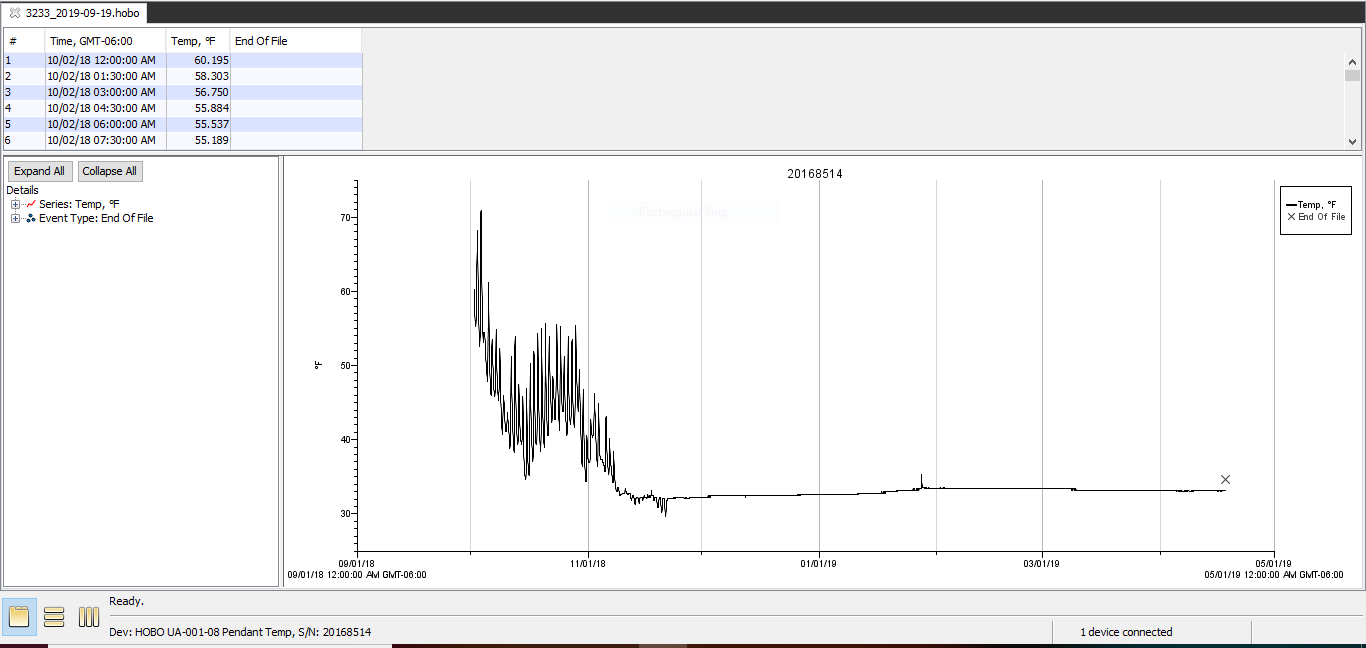 3233_2019-09-19.hobo
# Time, GMT-06:00 Temp, °F End Of File
1 10/02/18 12:00:00 AM 60.195
2 10/02/18 01:30:00 AM 58.303
3 10/02/18 03:00:00 AM 56.750
4 10/02/18 04:30:00 AM 55.884
5 10/02/18 06:00:00 AM 55.537
6 10/02/18 07:30:00 AM 55.189
Expand All Collapse All
Details
Series: Temp, °F
Event Type: End Of File
20168514
Rectangular Snip
Temp, °F
End Of File
70
60
50
40
30
°F
09/01/18 11/01/18 01/01/19 03/01/19 05/01/19
09/01/18 12:00:00 AM GMT-06:00 05/01/19 12:00:00 AM GMT-06:00
Ready.
Dev: HOBO UA-001-08 Pendant Temp, S/N: 20168514 1 device connected